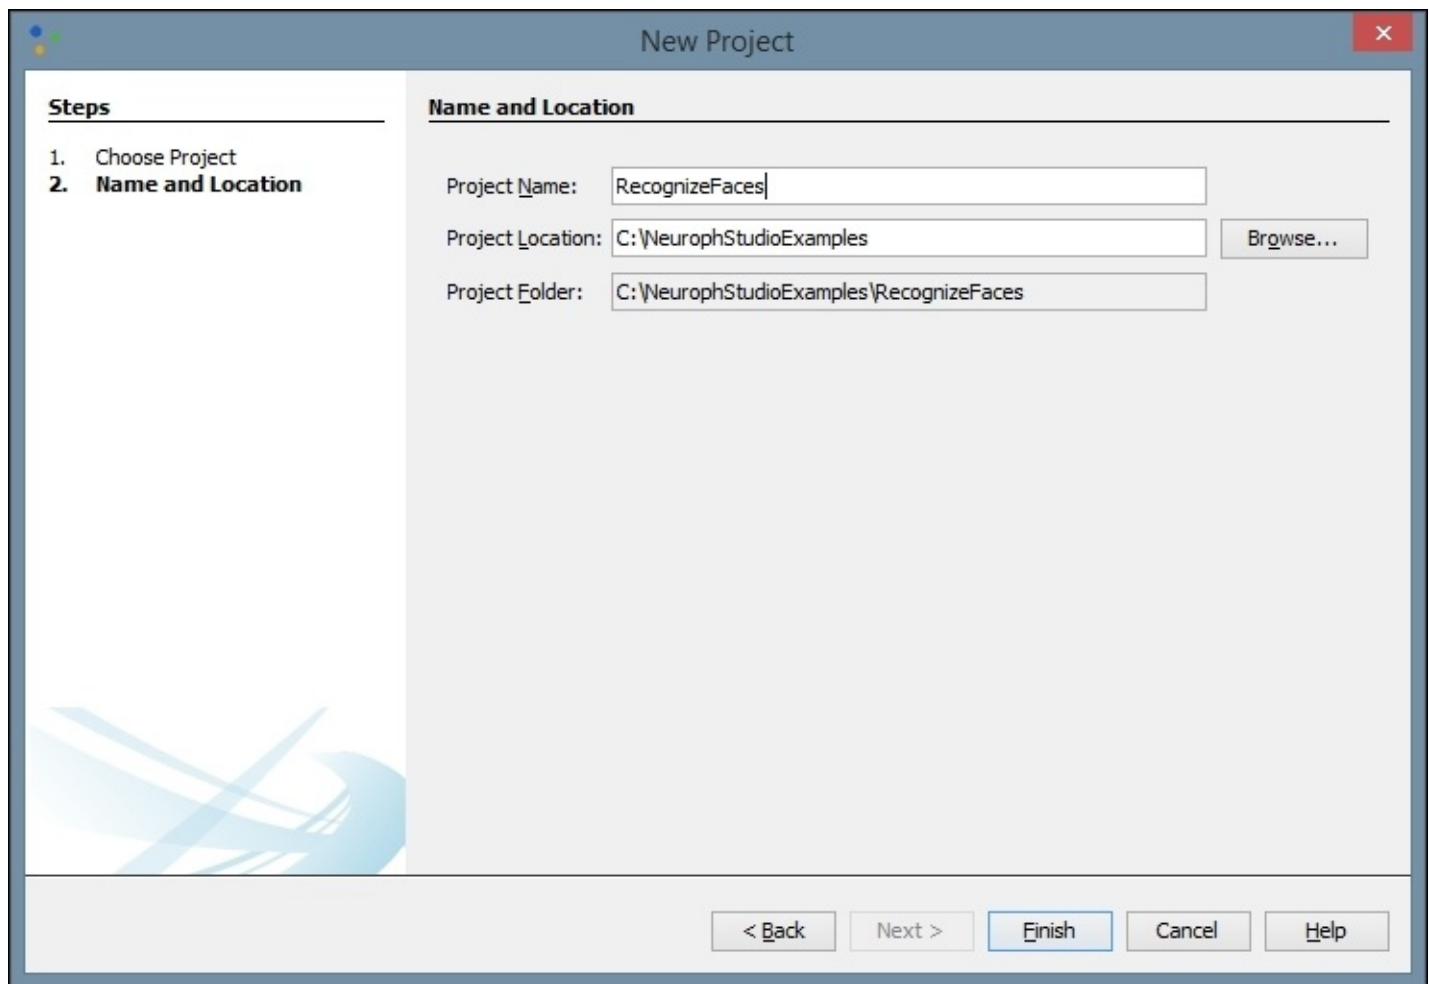 New Project
Steps
1. Choose Project
2. Name and Location
Name and Location
Project Name: RecognizeFaces
Project Location: C:\NeurophStudioExamples Browse...
Project Folder: C:\NeurophStudioExamples\RecognizeFaces
< Back Next > Finish Cancel Help